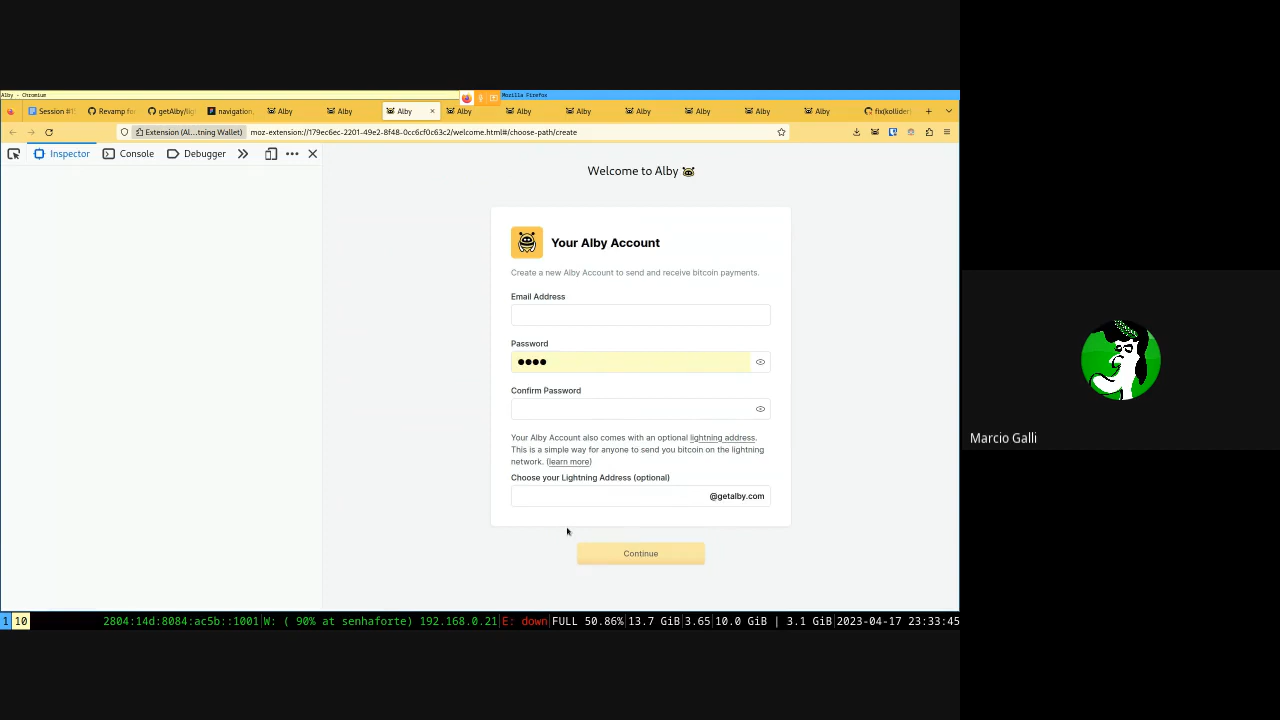 Alby - Chromium
Mozilla Firefox
Session #1
Revamp for
getAlby/lig
navigation.
Alby
Alby
Alby
Alby
Alby
Alby
Alby
Alby
Alby
Alby
fix(kollider
Extension (Al...tning Wallet)
moz-extension://179ec6ec-2201-49e2-8f48-0cc6cf0c63c2/welcome.html#/choose-path/create
Inspector
Console
Debugger
Welcome to Alby
Your Alby Account
Create a new Alby Account to send and receive bitcoin payments.
Email Address
Password
Confirm Password
Your Alby Account also comes with an optional lightning address.
This is a simple way for anyone to send you bitcoin on the lightning
network. (learn more)
Choose your Lightning Address (optional)
@getalby.com
Continue
Marcio Galli
1 10 2804:14d:8084:ac5b::1001|W: ( 90% at senhaforte) 192.168.0.21|E: down|FULL 50.86%|13.7 GiB|3.65|10.0 GiB | 3.1 GiB|2023-04-17 23:33:45